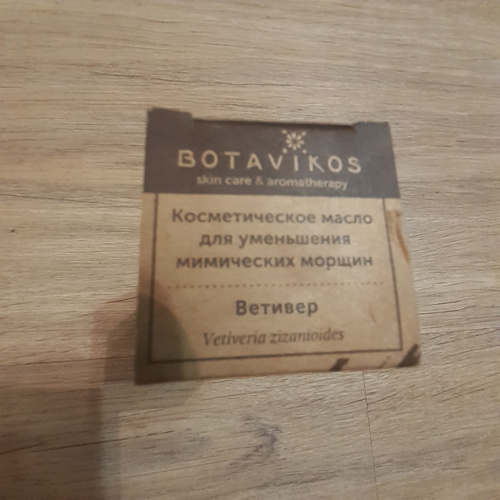 BOTAVIKOS
skin care & aromatherapy
Косметическое масло
для уменьшения
мимических морщин
Ветивер
Vetiveria zizanioides